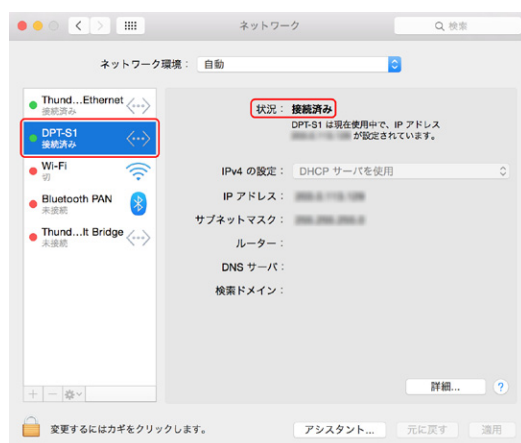 ネットワーク
検索
ネットワーク環境： 自動
Thund...Ethernet
接続済み
DPT-S1
接続済み
Wi-Fi
切
Bluetooth PAN
未接続
Thund...lt Bridge
未接続
状況： 接続済み
DPT-S1 は現在使用中で、IP アドレス
が設定されています。
IPv4 の設定： DHCP サーバを使用
IP アドレス：
サブネットマスク：
ルーター：
DNS サーバ：
検索ドメイン：
詳細... ?
変更するにはカギをクリックします。
アシスタント... 元に戻す 適用